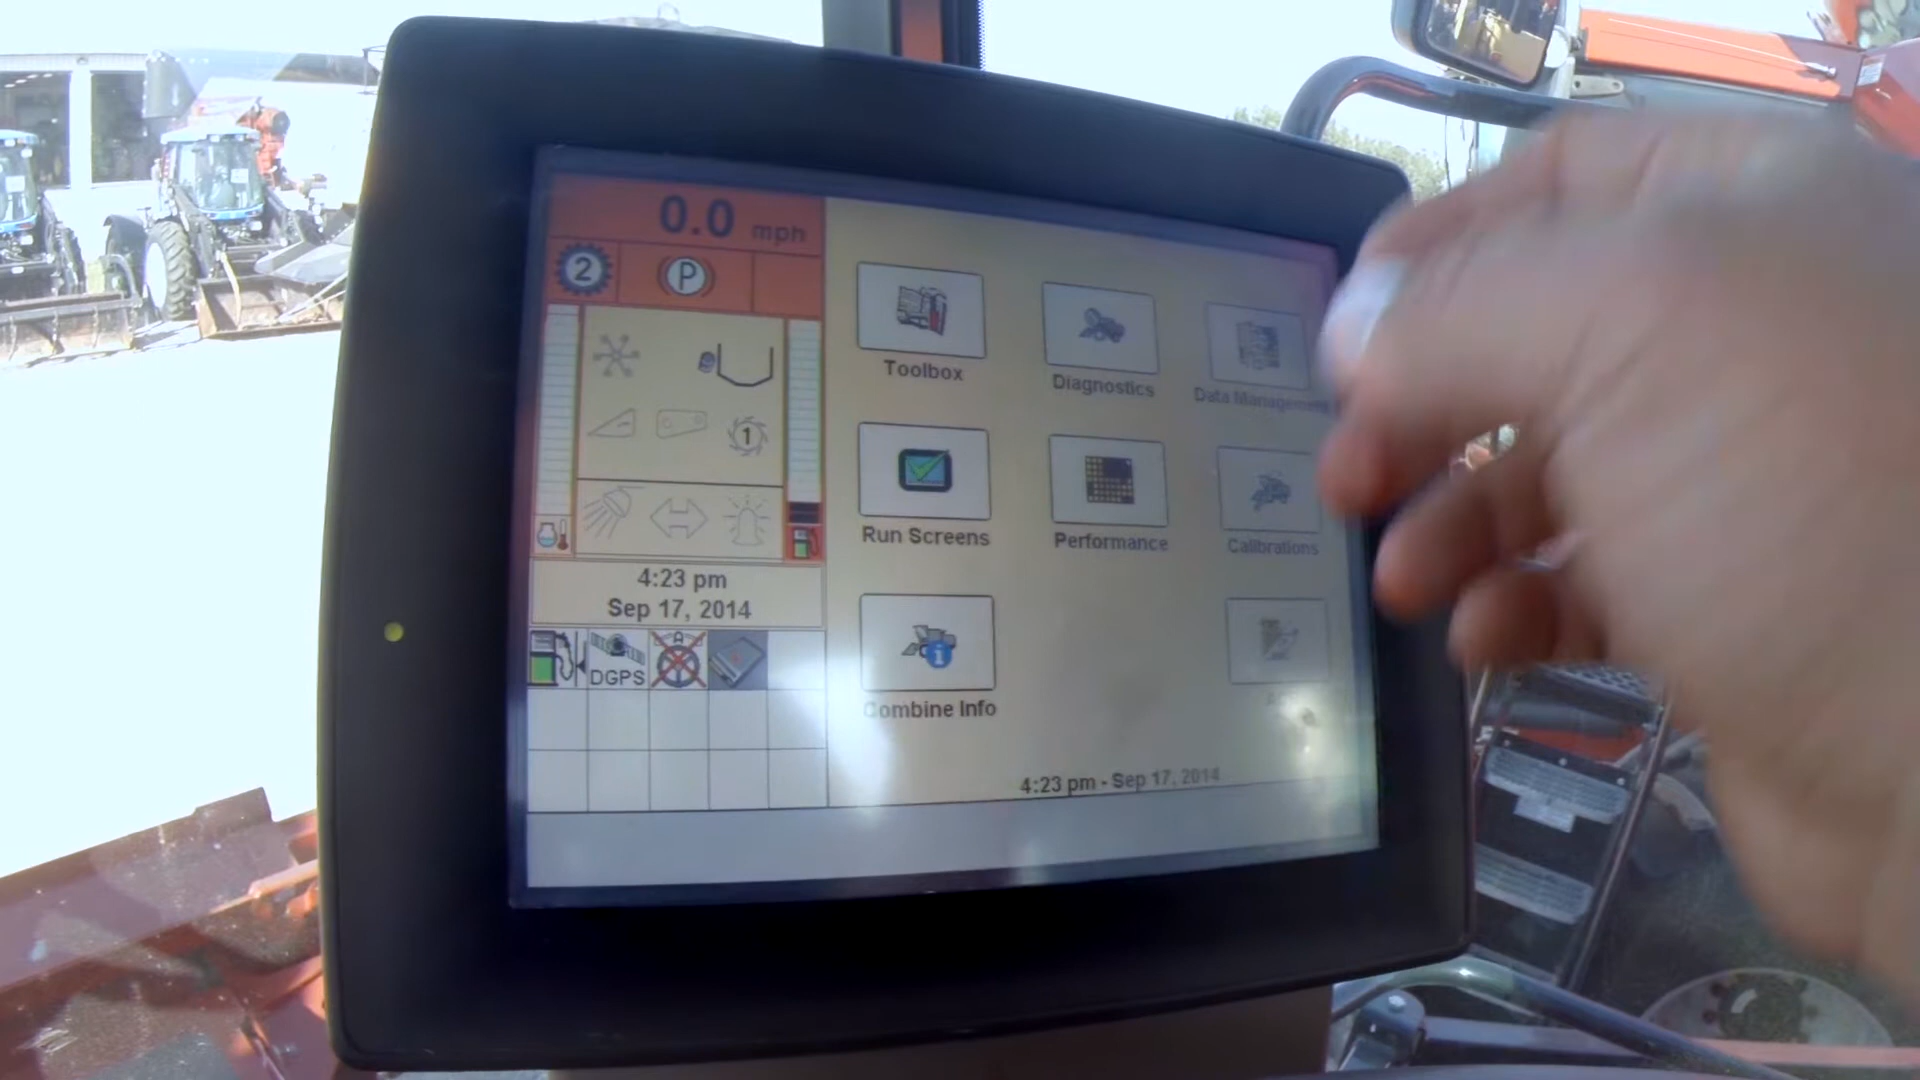 0.0 mph
2
P
1
4:23 pm
Sep 17, 2014
DGPS
Toolbox
Diagnostics
Data Management
Run Screens
Performance
Calibrations
Combine Info
4:23 pm - Sep 17, 2014